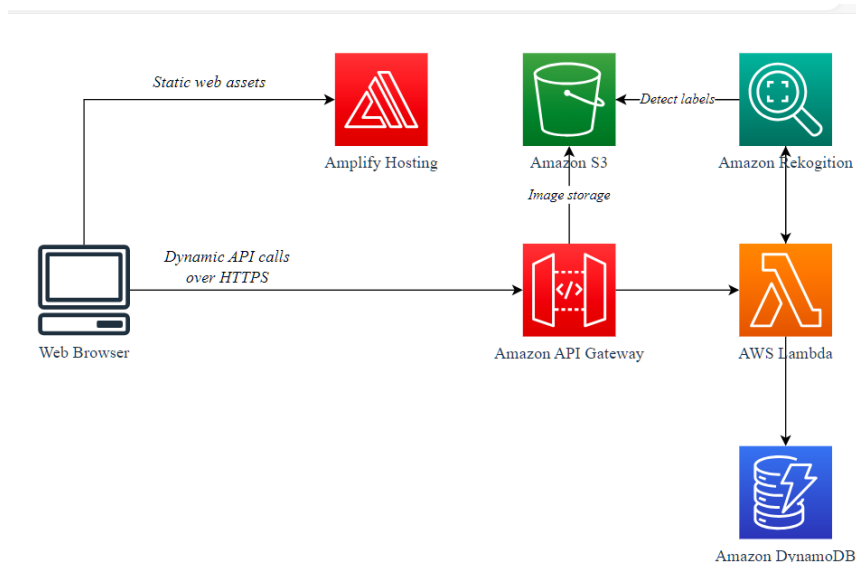 Static web assets
Amplify Hosting
Amazon S3
Detect labels
Amazon Rekogition
Image storage
Dynamic API calls
over HTTPS
Web Browser
Amazon API Gateway
AWS Lambda
Amazon DynamoDB